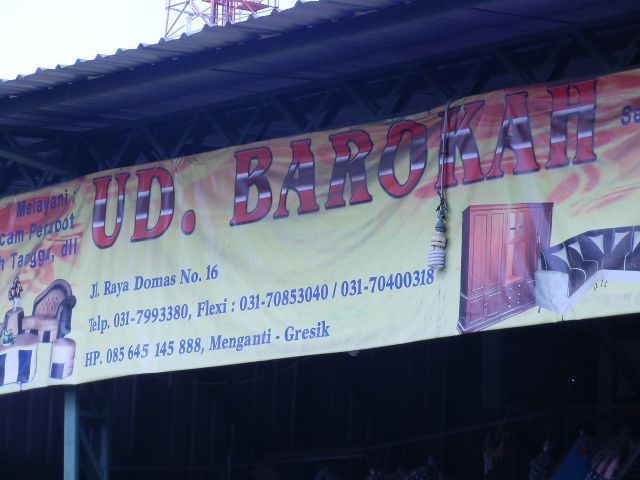 Melayani :
cam Perabot
h Tangga, dll
UD. BAROKAH
Se
Jl. Raya Domas No. 16
Telp. 031-7993380, Flexi : 031-70853040 / 031-70400318
HP. 085 645 145 888, Menganti - Gresik